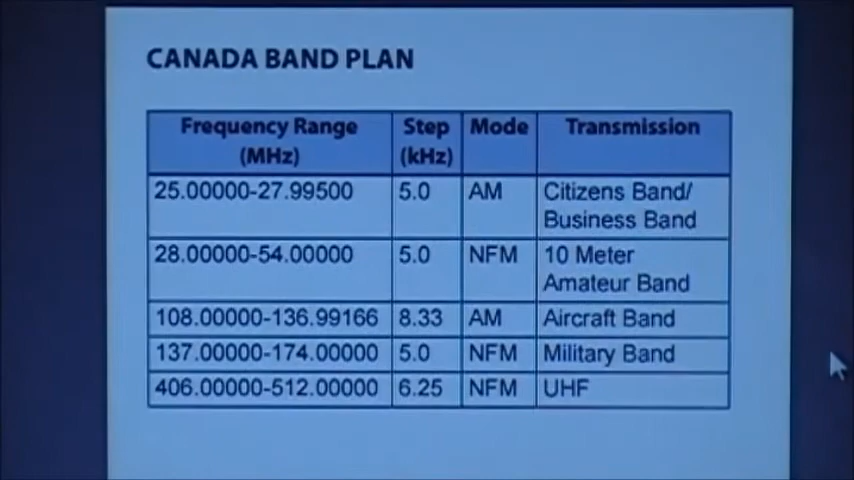 CANADA BAND PLAN
Frequency Range (MHz) Step (kHz) Mode Transmission
25.00000-27.99500 5.0 AM Citizens Band/
Business Band
28.00000-54.00000 5.0 NFM 10 Meter
Amateur Band
108.00000-136.99166 8.33 AM Aircraft Band
137.00000-174.00000 5.0 NFM Military Band
406.00000-512.00000 6.25 NFM UHF